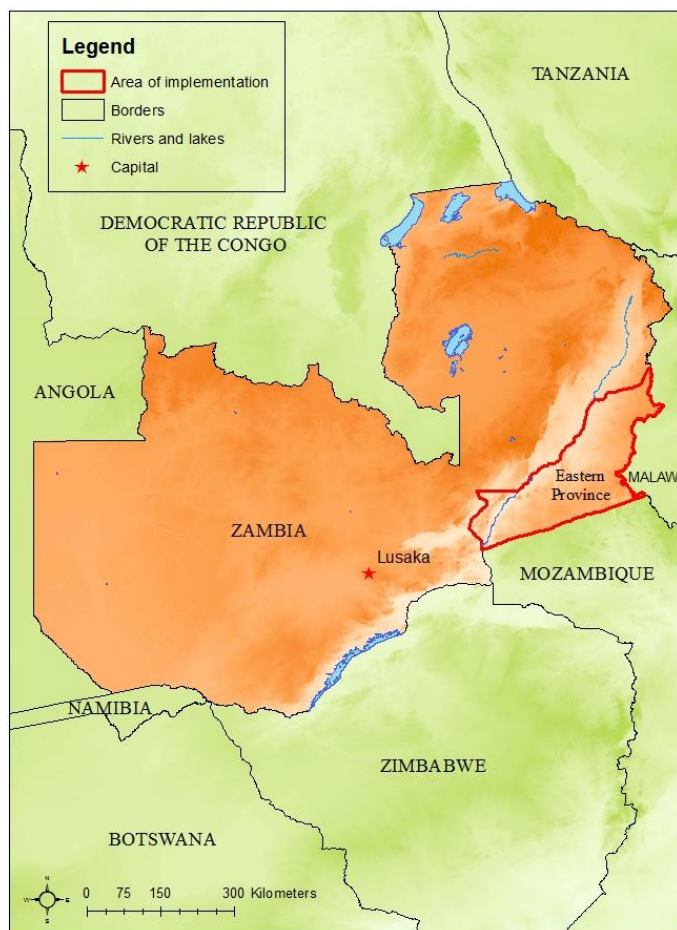 Legend
Area of implementation
Borders
Rivers and lakes
Capital
TANZANIA
DEMOCRATIC REPUBLIC
OF THE CONGO
ANGOLA
Eastern
Province
MALAW
ZAMBIA
Lusaka
MOZAMBIQUE
NAMIBIA
ZIMBABWE
BOTSWANA
N
W E
S
0 75 150 300 Kilometers